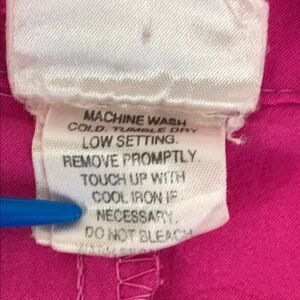 MACHINE WASH
COLD. TUMBLE DRY
LOW SETTING.
REMOVE PROMPTLY.
TOUCH UP WITH
COOL IRON IF
NECESSARY.
DO NOT BLEACH